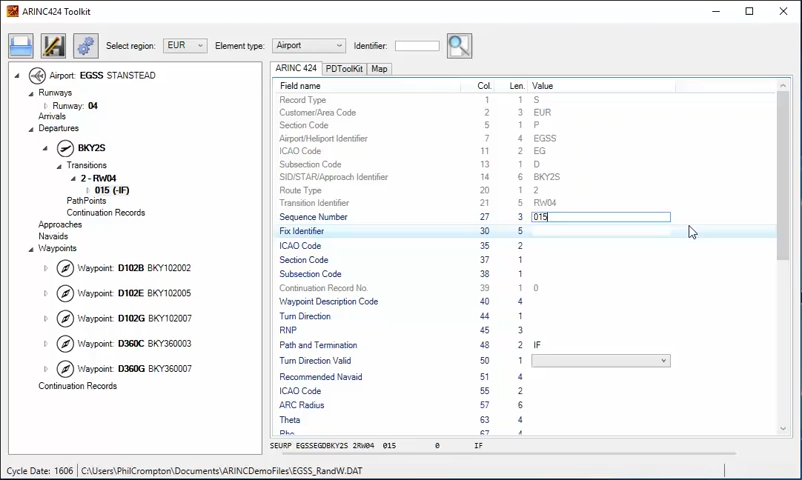 ARINC424 Toolkit
Select region: EUR Element type: Airport Identifier:
Airport: EGSS STANSTEAD
Runways
Runway: 04
Arrivals
Departures
BKY2S
Transitions
2 - RW04
015 (-IF)
PathPoints
Continuation Records
Approaches
Navaids
Waypoints
Waypoint: D102B BKY102002
Waypoint: D102E BKY102005
Waypoint: D102G BKY102007
Waypoint: D360C BKY360003
Waypoint: D360G BKY360007
Continuation Records
ARINC 424 PDToolKit Map
Field name Col. Len. Value
Record Type 1 1 S
Customer/Area Code 2 3 EUR
Section Code 5 1 P
Airport/Heliport Identifier 7 4 EGSS
ICAO Code 11 2 EG
Subsection Code 13 1 D
SID/STAR/Approach Identifier 14 6 BKY2S
Route Type 20 1 2
Transition Identifier 21 5 RW04
Sequence Number 27 3 015
Fix Identifier 30 5
ICAO Code 35 2
Section Code 37 1
Subsection Code 38 1
Continuation Record No. 39 1 0
Waypoint Description Code 40 4
Turn Direction 44 1
RNP 45 3
Path and Termination 48 2 IF
Turn Direction Valid 50 1
Recommended Navaid 51 4
ICAO Code 55 2
ARC Radius 57 6
Theta 63 4
Rho 67 4
SEURP EGSSEGDBKY2S 2RW04 015 0 IF
Cycle Date: 1606 C:\Users\PhilCrompton\Documents\ARINCDemoFiles\EGSS_RandW.DAT